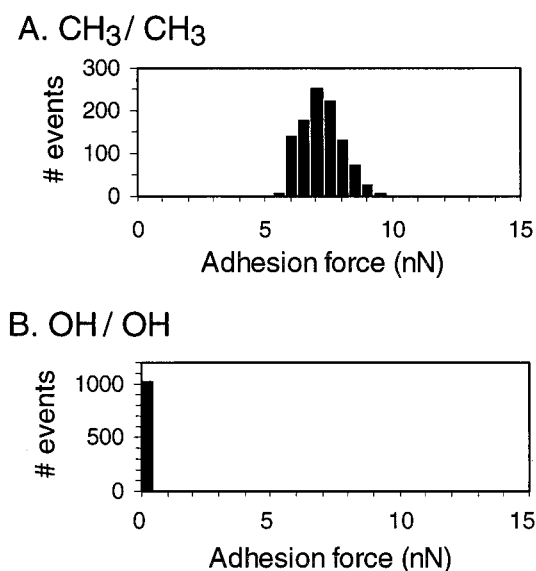 A. CH3/ CH3
300
200
100
0
# events
0 5 10 15
Adhesion force (nN)
B. OH/ OH
1000
500
0
# events
0 5 10 15
Adhesion force (nN)